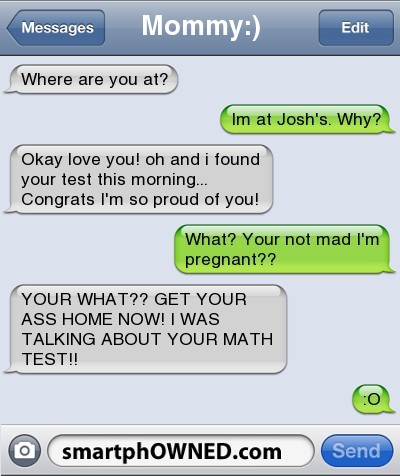 Messages
Mommy:)
Edit
Where are you at?
Im at Josh's. Why?
Okay love you! oh and i found
your test this morning...
Congrats I'm so proud of you!
What? Your not mad I'm
pregnant??
YOUR WHAT?? GET YOUR
ASS HOME NOW! I WAS
TALKING ABOUT YOUR MATH
TEST!!
:O
smartphOWNED.com
Send